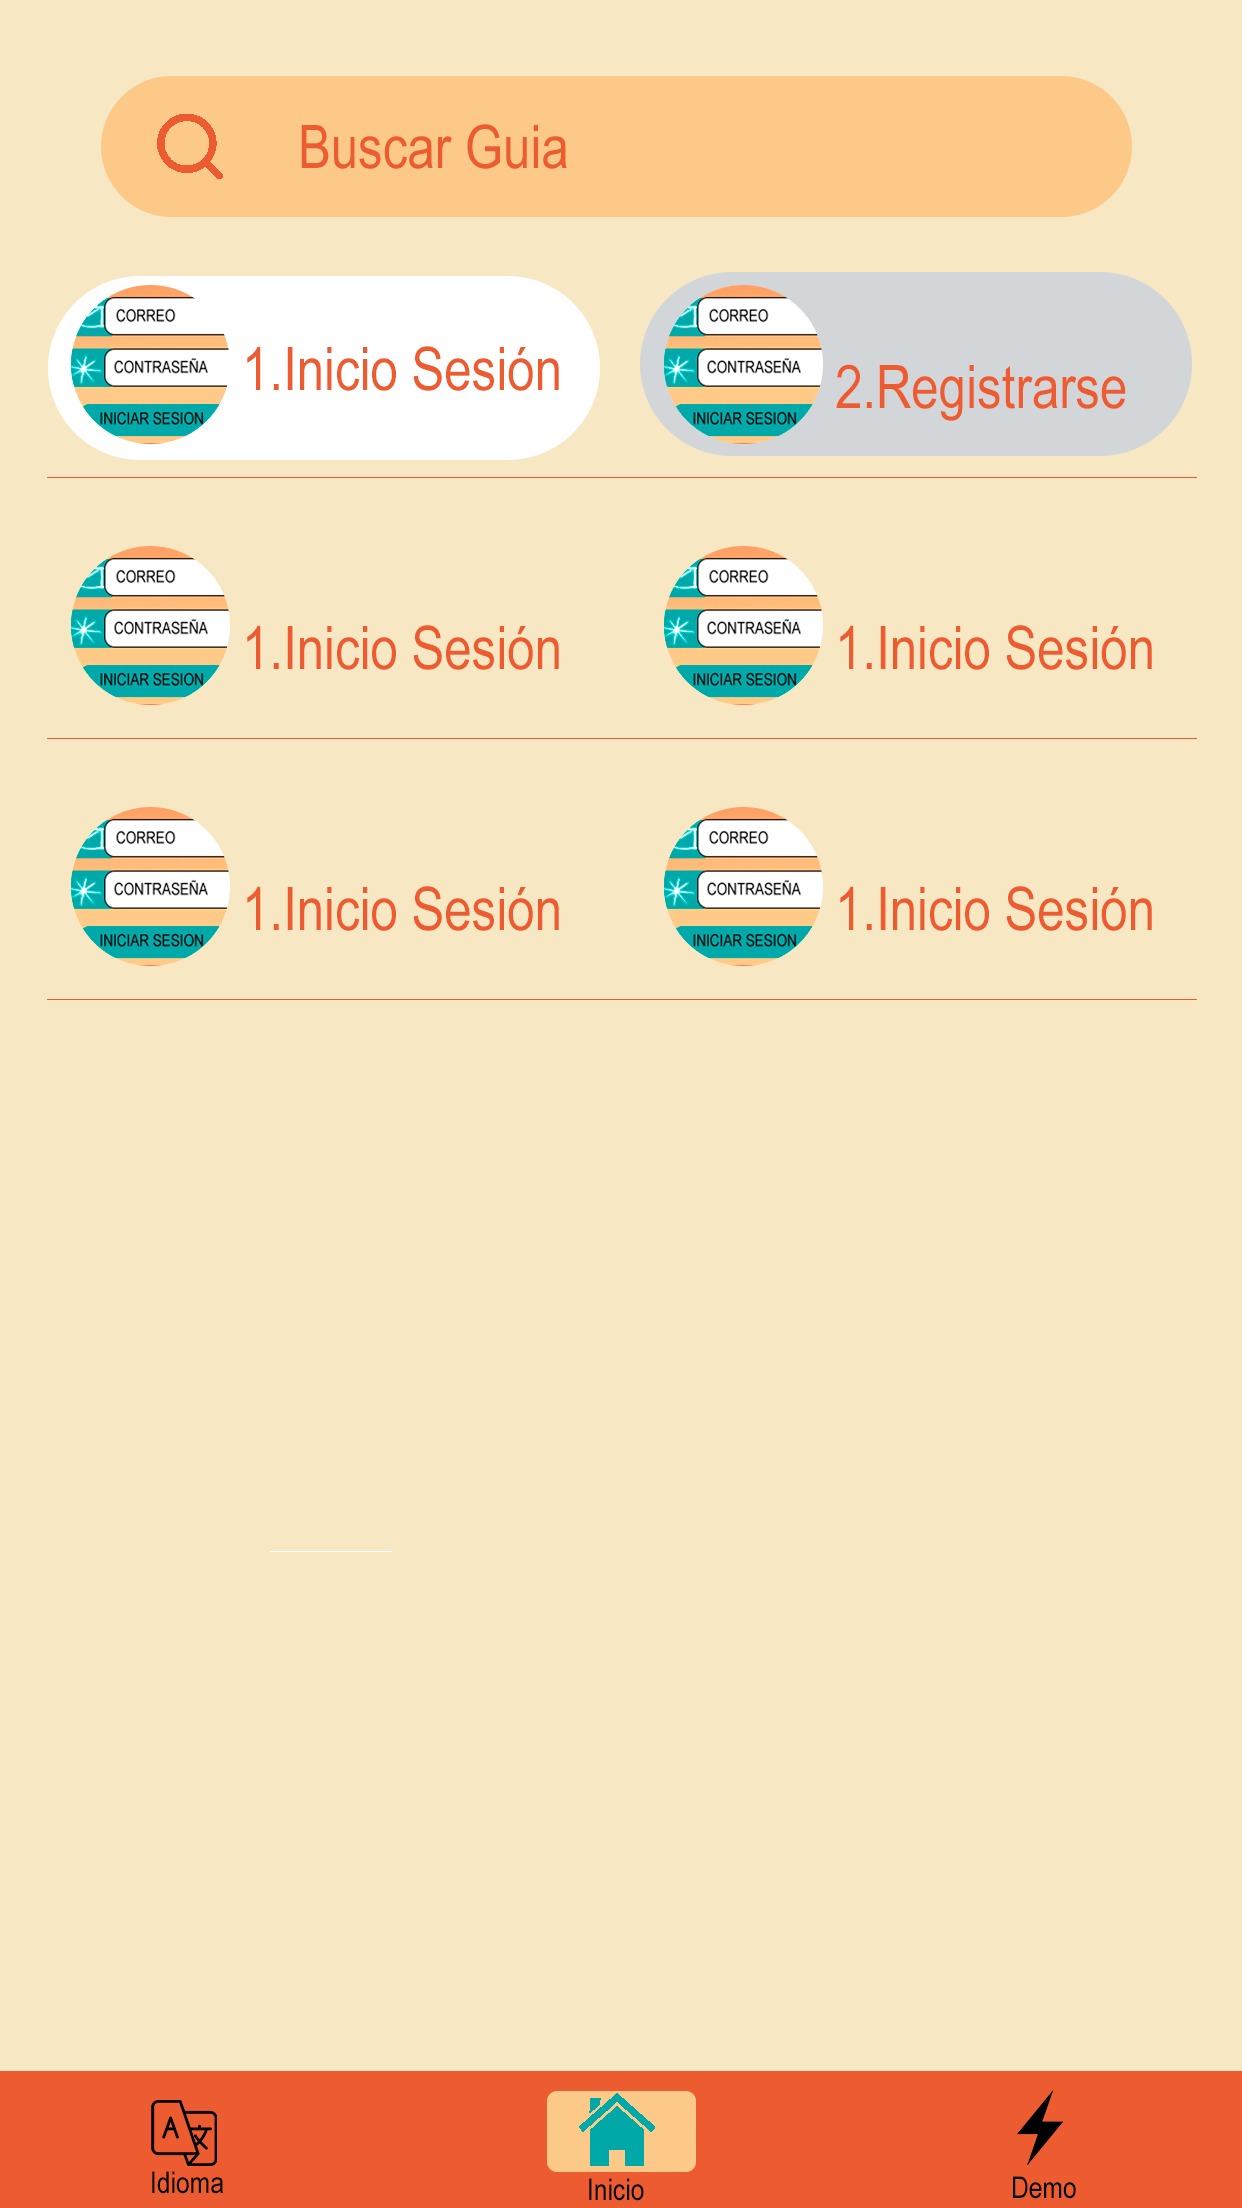 Buscar Guia
CORREO
CONTRASEÑA
INICIAR SESION
1.Inicio Sesión
CORREO
CONTRASEÑA
INICIAR SESION
2.Registrarse
CORREO
CONTRASEÑA
INICIAR SESION
1.Inicio Sesión
CORREO
CONTRASEÑA
INICIAR SESION
1.Inicio Sesión
CORREO
CONTRASEÑA
INICIAR SESION
1.Inicio Sesión
CORREO
CONTRASEÑA
INICIAR SESION
1.Inicio Sesión
A 文
Idioma
Inicio
Demo